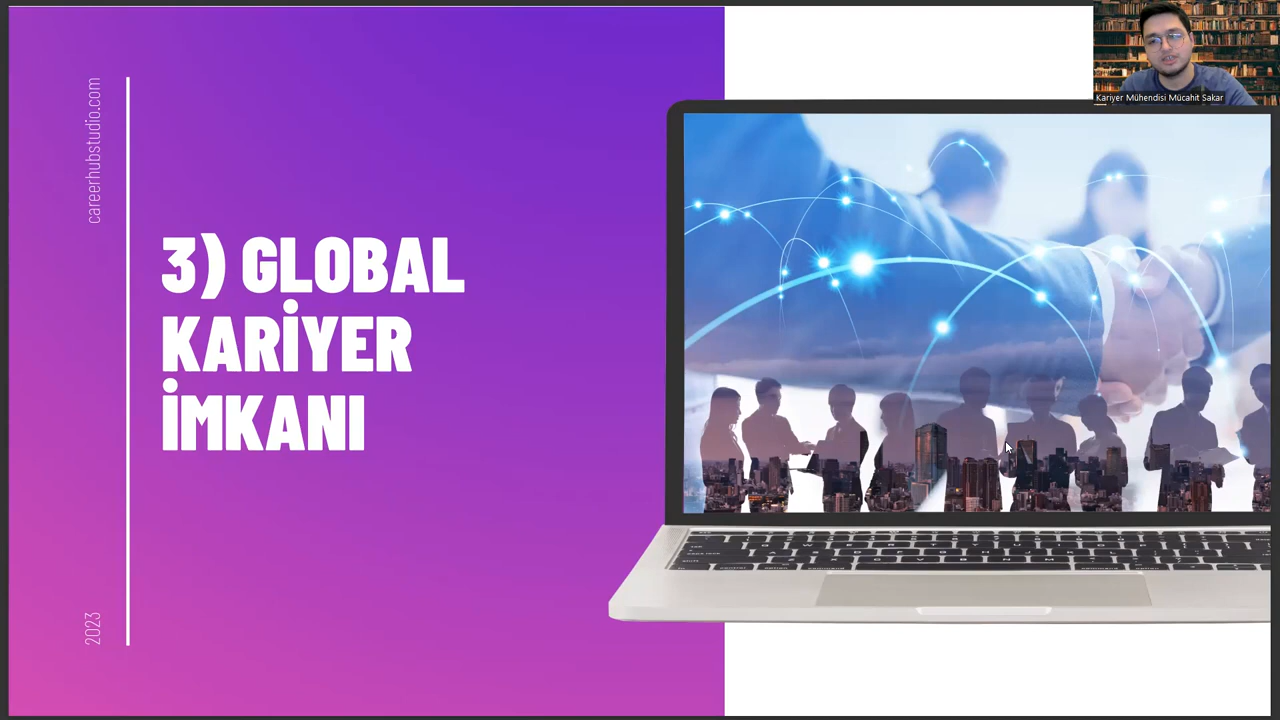 careerhubstudio.com
3) GLOBAL
KARİYER
İMKANI
2023
Kariyer Mühendisi Mücahit Sakar